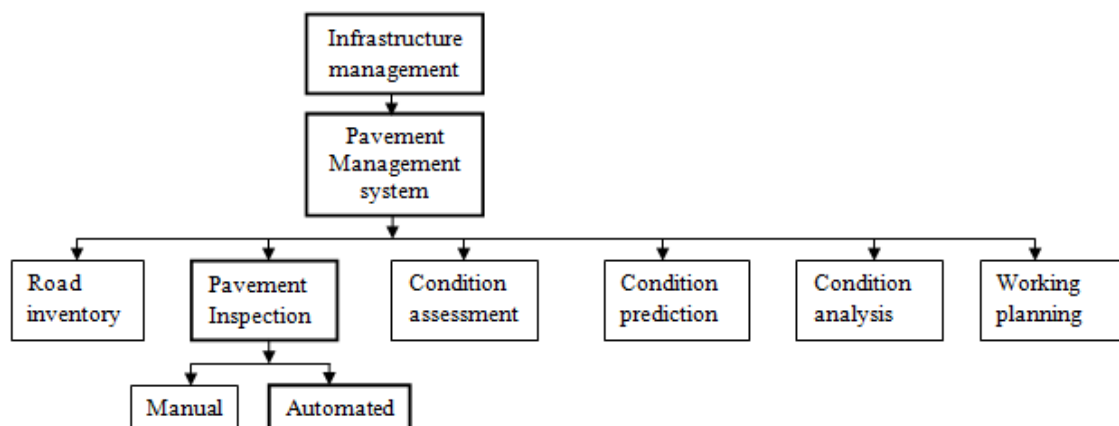 Infrastructure
management
Pavement
Management
system
Road
inventory
Pavement
Inspection
Condition
assessment
Condition
prediction
Condition
analysis
Working
planning
Manual
Automated